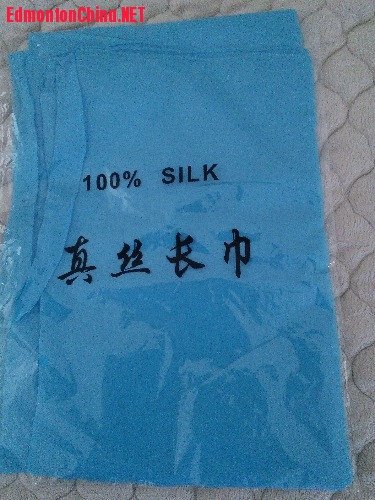 EdmontonChina.NET
100% SILK
真丝长巾